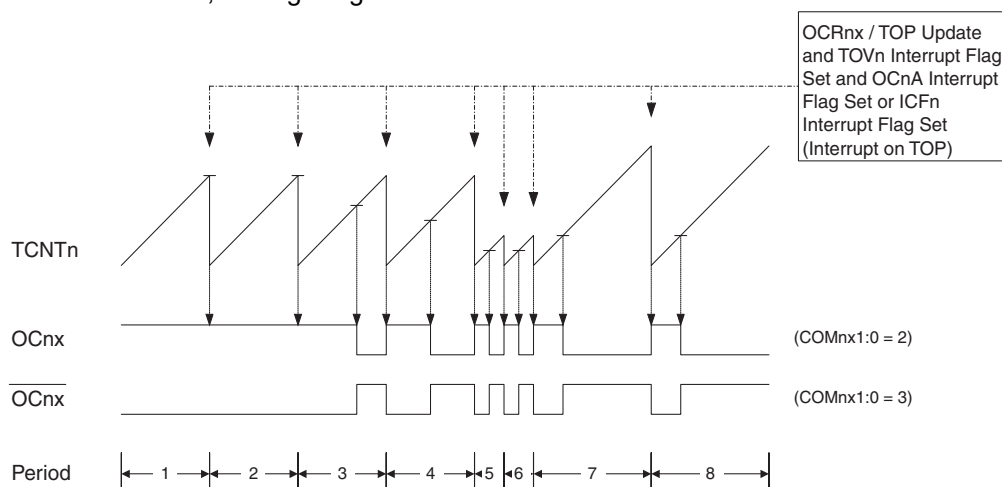 OCRnx / TOP Update
and TOVn Interrupt Flag
Set and OCnA Interrupt
Flag Set or ICFn
Interrupt Flag Set
(Interrupt on TOP)
TCNTn
OCnx
(COMnx1:0 = 2)
OCnx
(COMnx1:0 = 3)
Period
1 2 3 4 5 6 7 8